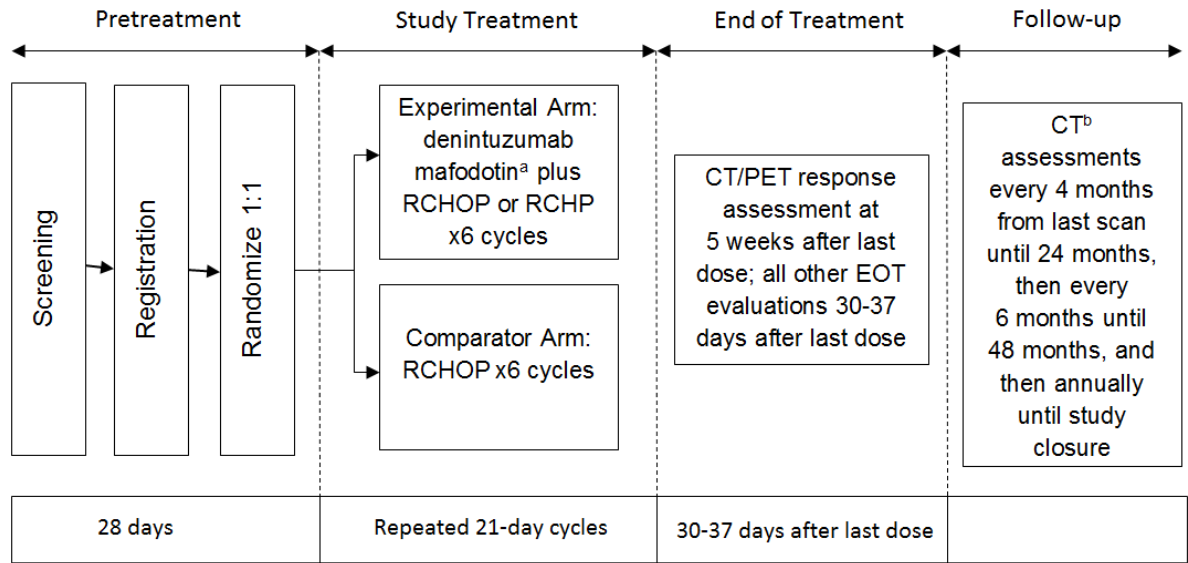 Pretreatment
Study Treatment
End of Treatment
Follow-up
Screening
Registration
Randomize 1:1
Experimental Arm:
denintuzumab
mafodotinᵃ plus
RCHOP or RCHP
x6 cycles
Comparator Arm:
RCHOP x6 cycles
CT/PET response
assessment at
5 weeks after last
dose; all other EOT
evaluations 30-37
days after last dose
CTᵇ
assessments
every 4 months
from last scan
until 24 months,
then every
6 months until
48 months, and
then annually
until study
closure
28 days
Repeated 21-day cycles
30-37 days after last dose